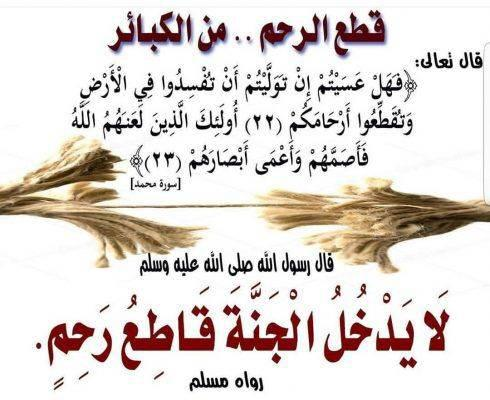 قطع الرحم .. من الكبائر
قال تعالى:
﴿فَهَلْ عَسَيْتُمْ إِنْ تَوَلَّيْتُمْ أَنْ تُفْسِدُوا فِي الْأَرْضِ
وَتُقَطِّعُوا أَرْحَامَكُمْ (٢٢) أُولَئِكَ الَّذِينَ لَعَنَهُمُ اللَّهُ
فَأَصَمَّهُمْ وَأَعْمَى أَبْصَارَهُمْ (٢٣)﴾
[سورة محمد]
قال رسول الله صلى الله عليه وسلم
لَا يَدْخُلُ الْجَنَّةَ قَاطِعُ رَحِمٍ.
رواه مسلم